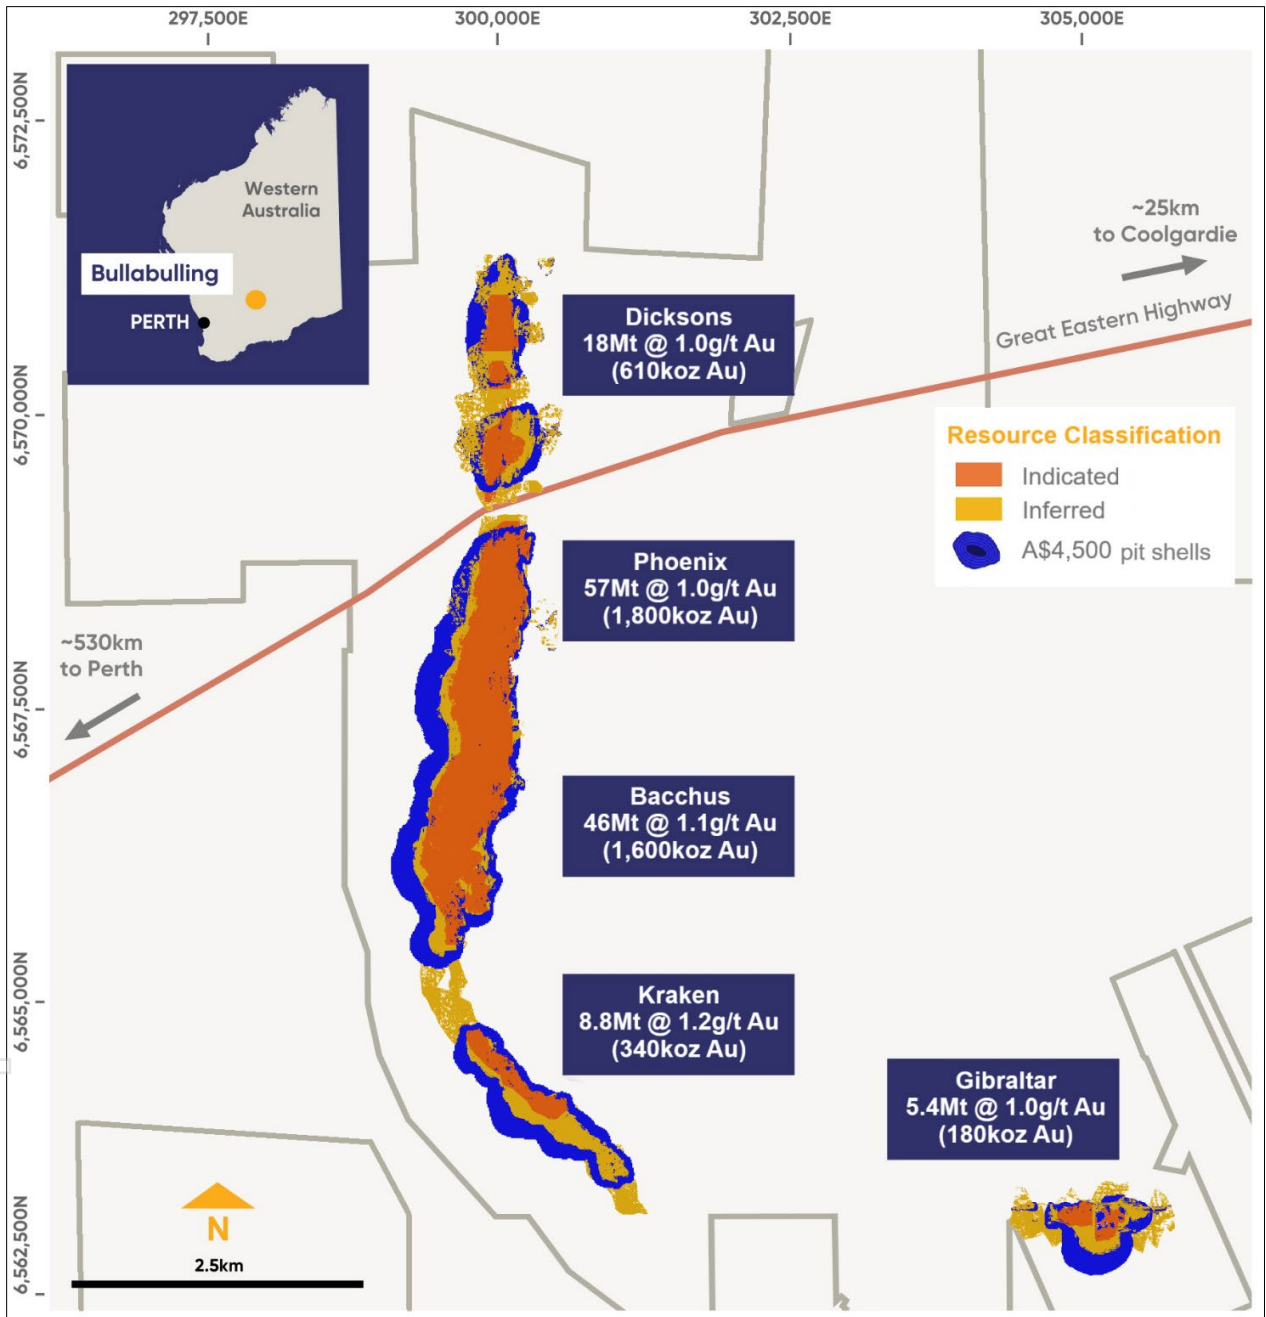 297,500E
300,000E
302,500E
305,000E
6,572,500N
6,570,000N
6,567,500N
6,565,000N
6,562,500N
Western
Australia
Bullabulling
PERTH
~25km
to Coolgardie
Great Eastern Highway
Dicksons
18Mt @ 1.0g/t Au
(610koz Au)
Resource Classification
Indicated
Inferred
A$4,500 pit shells
Phoenix
57Mt @ 1.0g/t Au
(1,800koz Au)
~530km
to Perth
Bacchus
46Mt @ 1.1g/t Au
(1,600koz Au)
Kraken
8.8Mt @ 1.2g/t Au
(340koz Au)
Gibraltar
5.4Mt @ 1.0g/t Au
(180koz Au)
N
2.5km